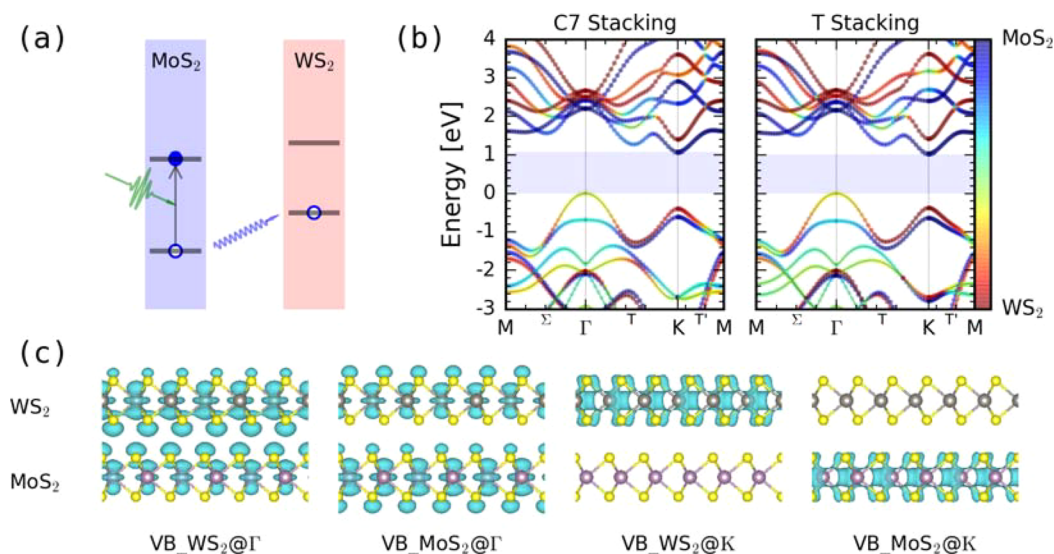 (a)
MoS₂
WS₂
(b)
C7 Stacking
T Stacking
Energy [eV]
4
3
2
1
0
-1
-2
-3
M Σ Γ T K T' M
M Σ Γ T K T' M
MoS₂
WS₂
(c)
WS₂
MoS₂
VB_WS₂@Γ
VB_MoS₂@Γ
VB_WS₂@K
VB_MoS₂@K